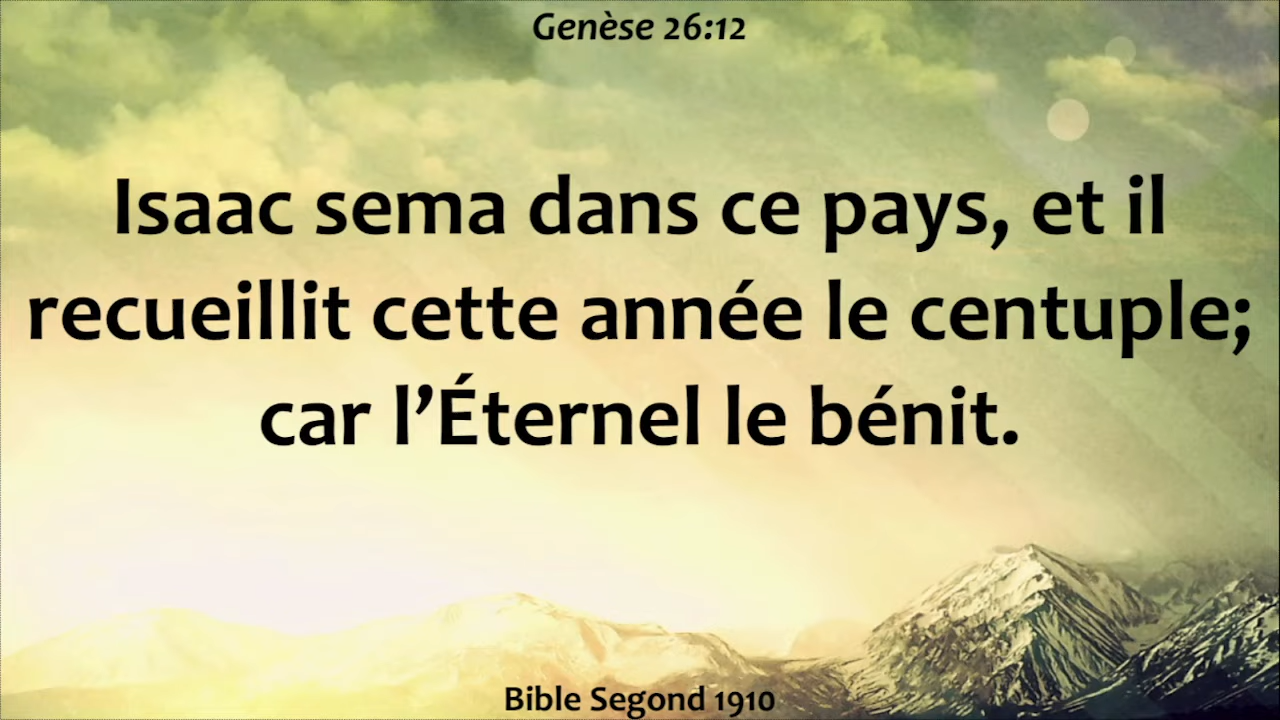 Genèse 26:12
Isaac sema dans ce pays, et il
recueillit cette année le centuple;
car l’Éternel le bénit.
Bible Segond 1910